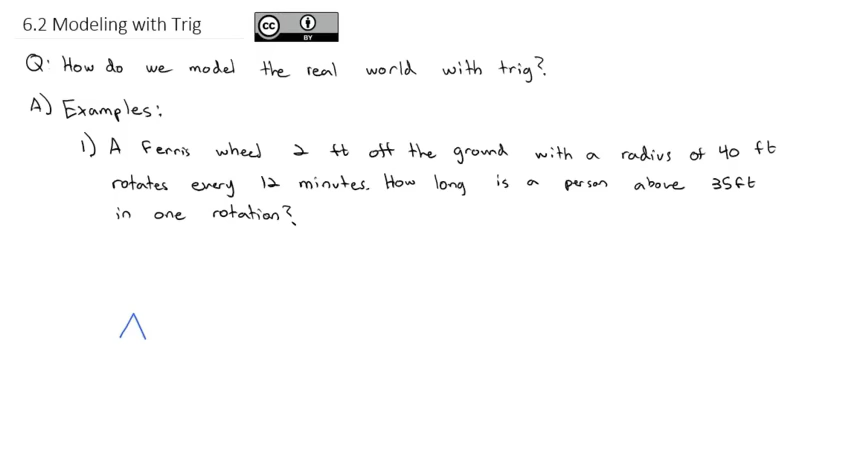 6.2 Modeling with Trig
cc BY
Q: How do we model the real world with trig?
A) Examples:
1) A Ferris wheel 2 ft off the ground with a radius of 40 ft
rotates every 12 minutes. How long is a person above 35ft
in one rotation?